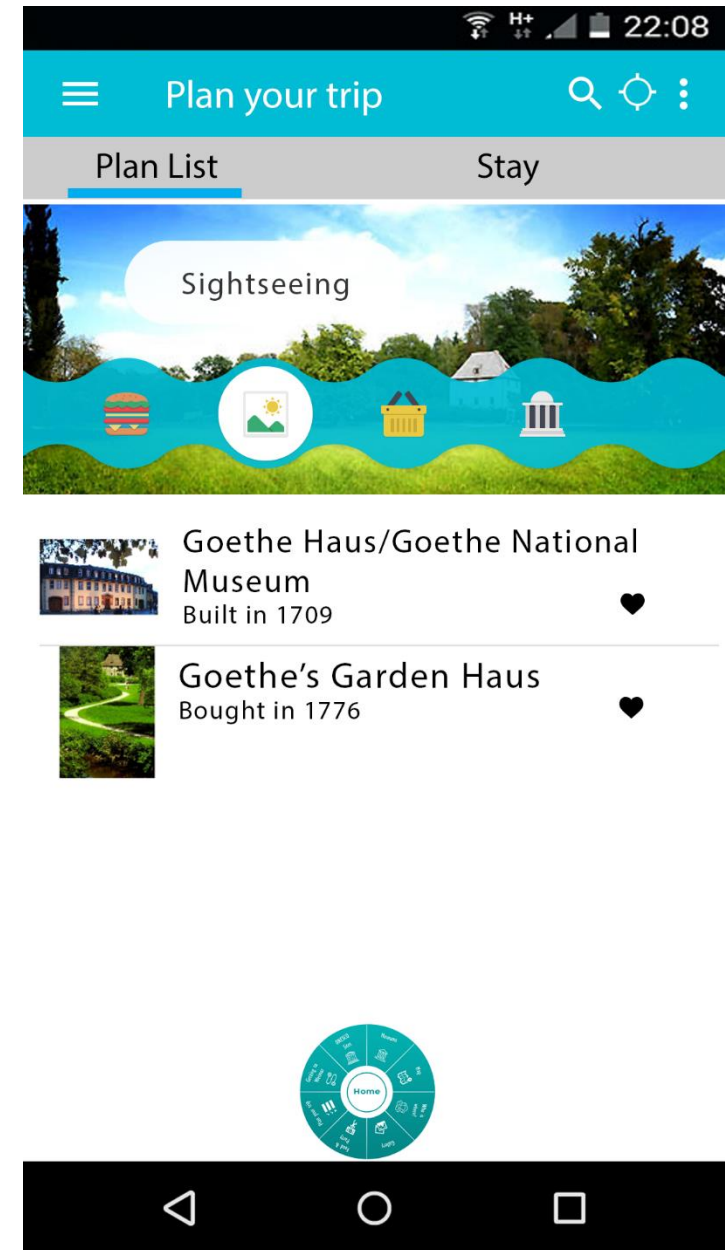 H+
22:08
Plan your trip
Plan List
Stay
Sightseeing
Goethe Haus/Goethe National
Museum
Built in 1709
Goethe’s Garden Haus
Bought in 1776
Home